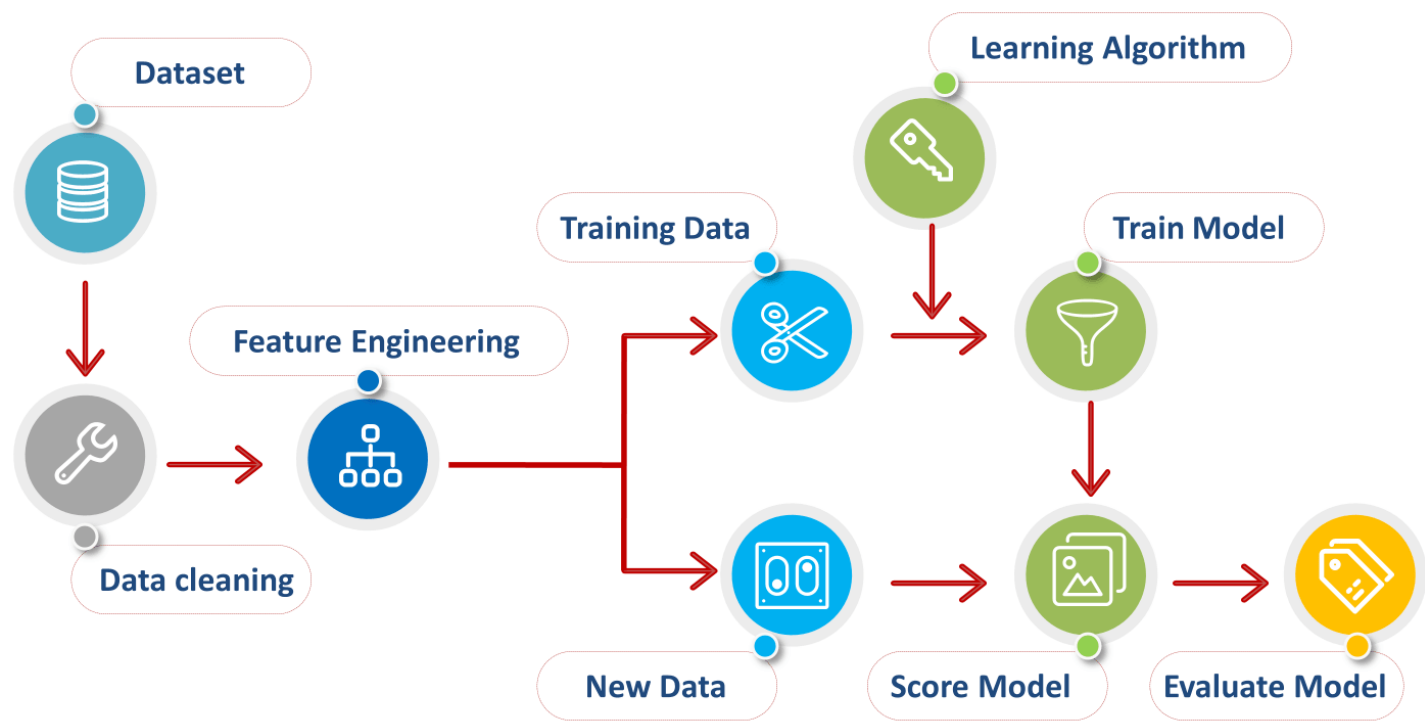 Dataset
Learning Algorithm
Training Data
Train Model
Feature Engineering
Data cleaning
New Data
Score Model
Evaluate Model